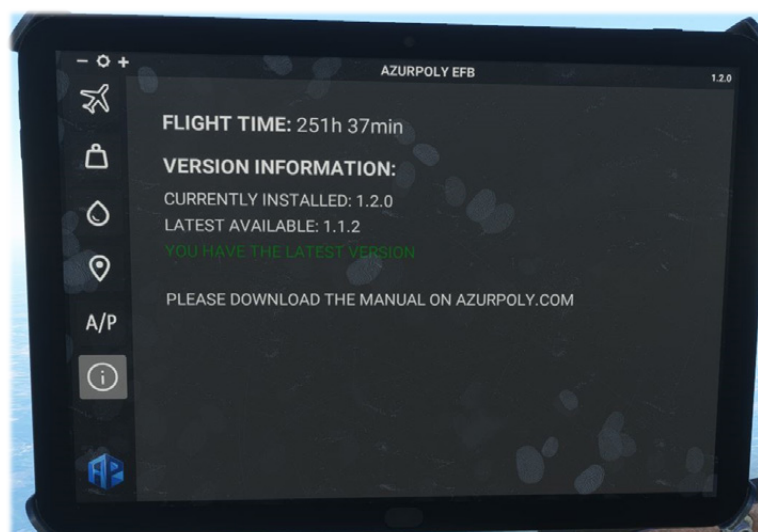 AZURPOLY EFB
1.2.0
FLIGHT TIME: 251h 37min
VERSION INFORMATION:
CURRENTLY INSTALLED: 1.2.0
LATEST AVAILABLE: 1.1.2
YOU HAVE THE LATEST VERSION
PLEASE DOWNLOAD THE MANUAL ON AZURPOLY.COM
A/P
AP